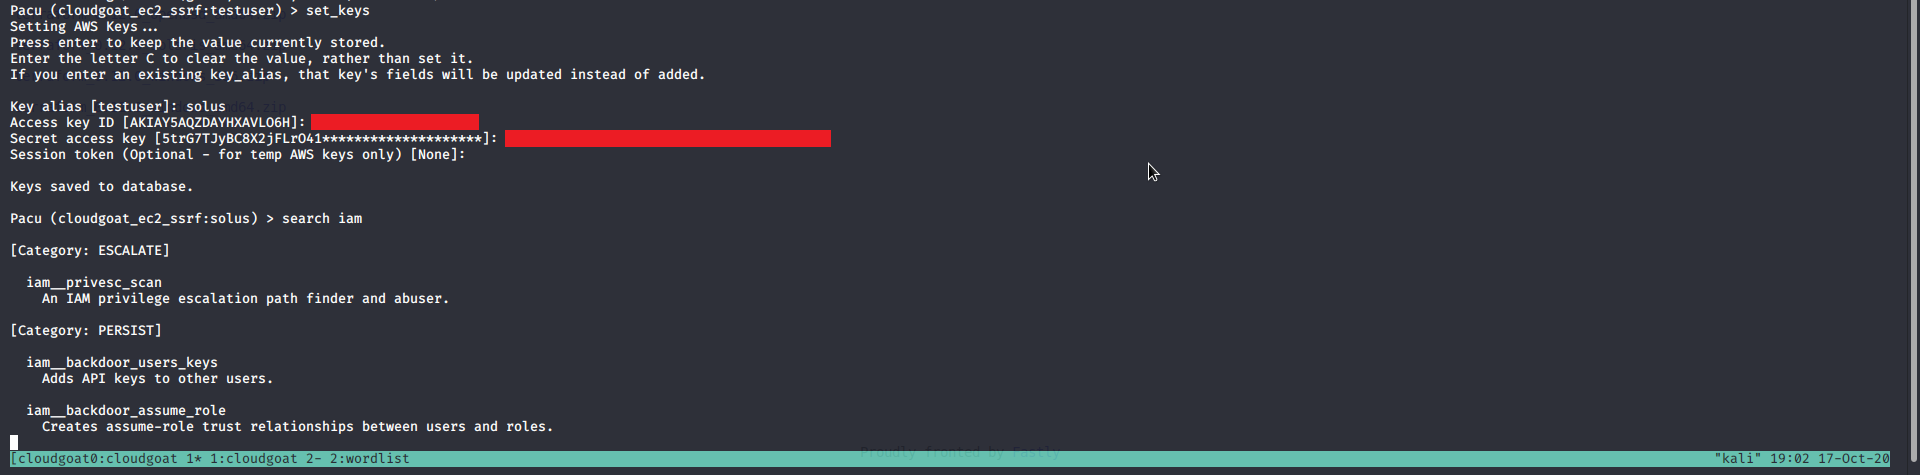 Pacu (cloudgoat_ec2_ssrf:testuser) > set_keys
Setting AWS Keys...
Press enter to keep the value currently stored.
Enter the letter C to clear the value, rather than set it.
If you enter an existing key_alias, that key's fields will be updated instead of added.
Key alias [testuser]: solus
Access key ID [AKIAY5AQZDAYHXAVLO6H]:
Secret access key [5trG7TJyBC8X2jFLrO41********************]:
Session token (Optional - for temp AWS keys only) [None]:
Keys saved to database.
Pacu (cloudgoat_ec2_ssrf:solus) > search iam
[Category: ESCALATE]
iam__privesc_scan
An IAM privilege escalation path finder and abuser.
[Category: PERSIST]
iam__backdoor_users_keys
Adds API keys to other users.
iam__backdoor_assume_role
Creates assume-role trust relationships between users and roles.
Proudly fronted by Fastly
[cloudgoat0:cloudgoat 1* 1:cloudgoat 2- 2:wordlist "kali" 19:02 17-Oct-20